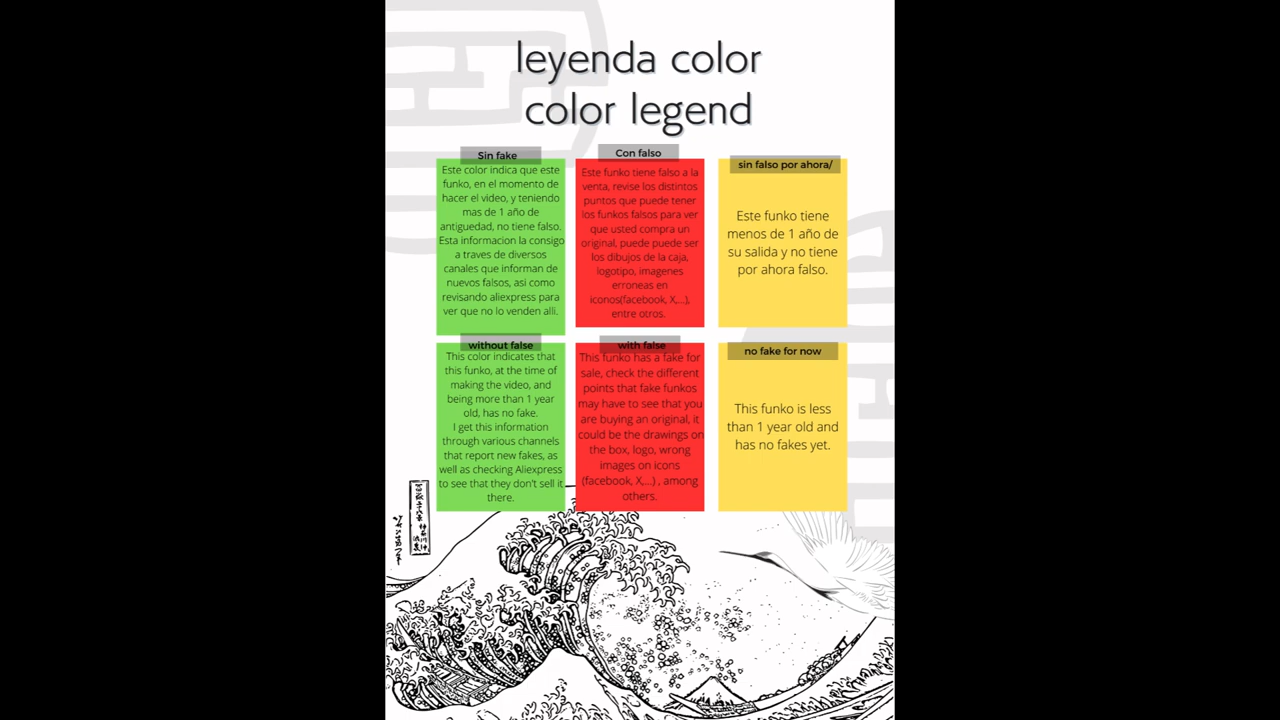 leyenda color
color legend
Sin fake
Este color indica que este
funko, en el momento de
hacer el video, y teniendo
mas de 1 año de
antiguedad, no tiene falso.
Esta informacion la consigo
a traves de diversos
canales que informan de
nuevos falsos, asi como
revisando aliexpress para
ver que no lo venden alli.
Con falso
Este funko tiene falso a la
venta, revise los distintos
puntos que puede tener
los funkos falsos para ver
que usted compra un
original, puede puede ser
los dibujos de la caja,
logotipo, imagenes
erroneas en
iconos(facebook, X,...),
entre otros.
sin falso por ahora/
Este funko tiene
menos de 1 año de
su salida y no tiene
por ahora falso.
without false
This color indicates that
this funko, at the time of
making the video, and
being more than 1 year
old, has no fake.
I get this information
through various channels
that report new fakes, as
well as checking Aliexpress
to see that they don't sell it
there.
with false
This funko has a fake for
sale, check the different
points that fake funkos
may have to see that you
are buying an original, it
could be the drawings on
the box, logo, wrong
images on icons
(facebook, X,...) , among
others.
no fake for now
This funko is less
than 1 year old and
has no fakes yet.